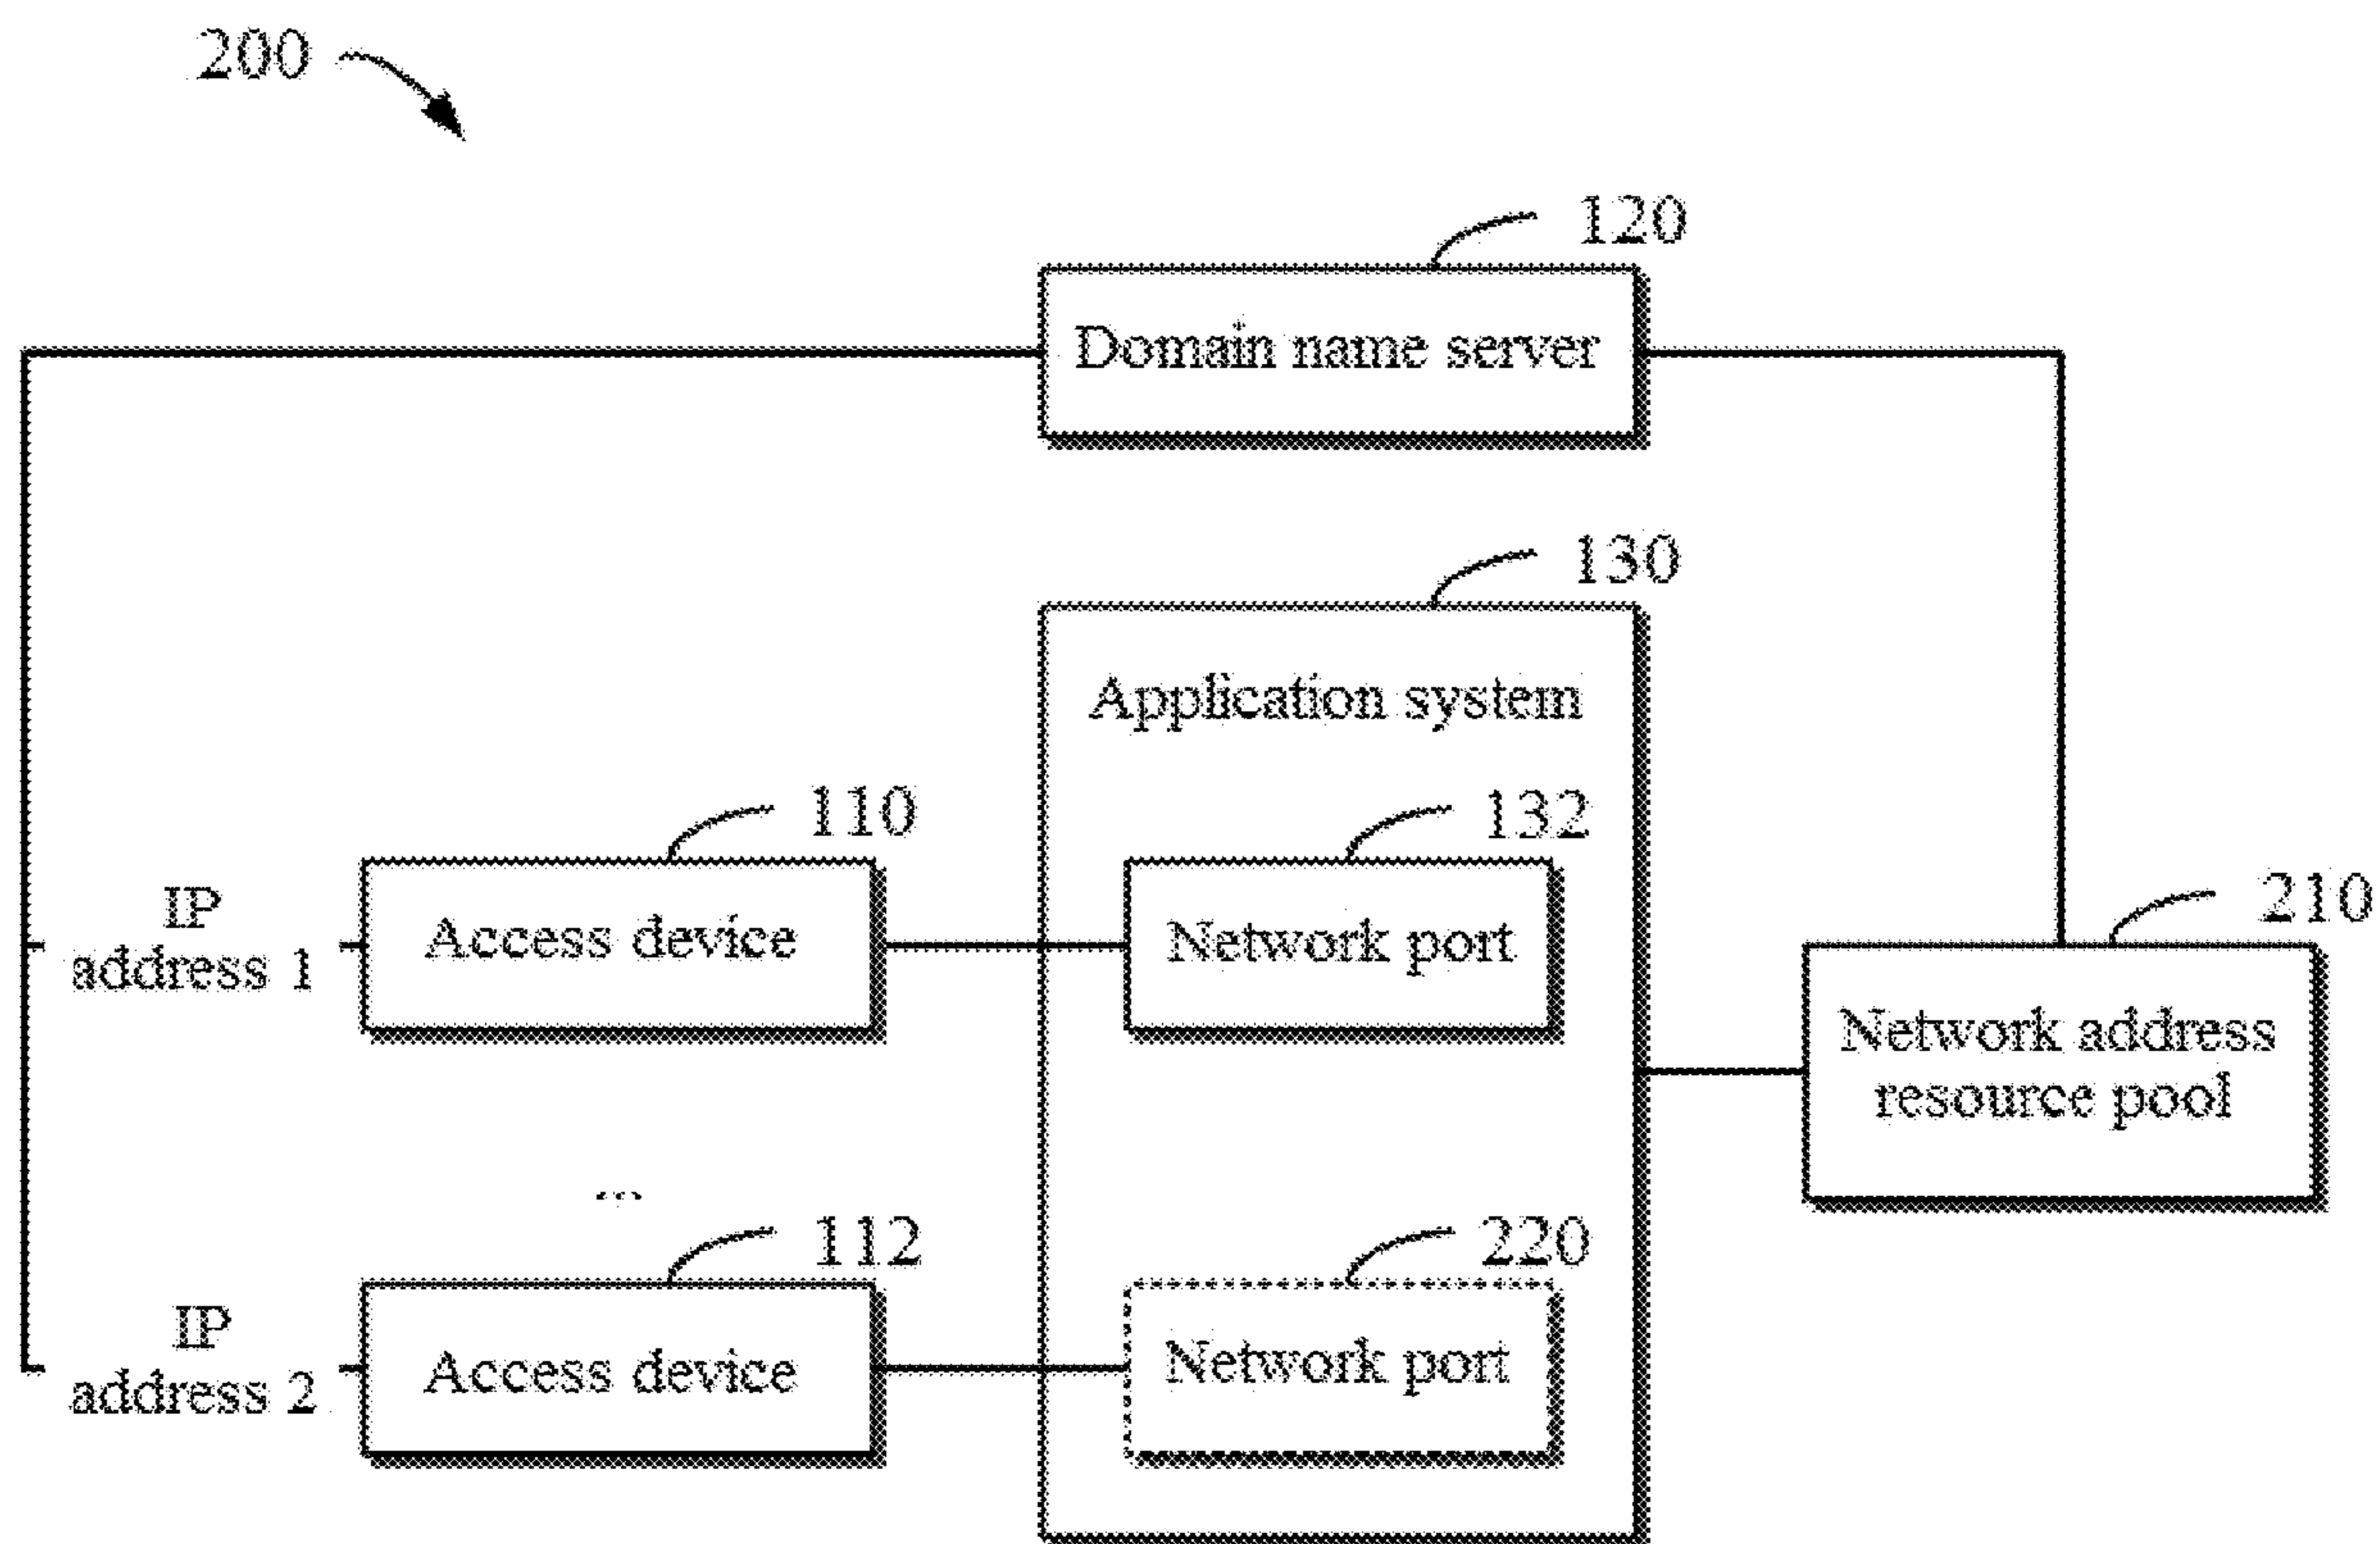 200
120
Domain name server
130
Application system
110
132
IP
address 1
Access device
Network port
210
Network address
resource pool
...
112
220
IP
address 2
Access device
Network port